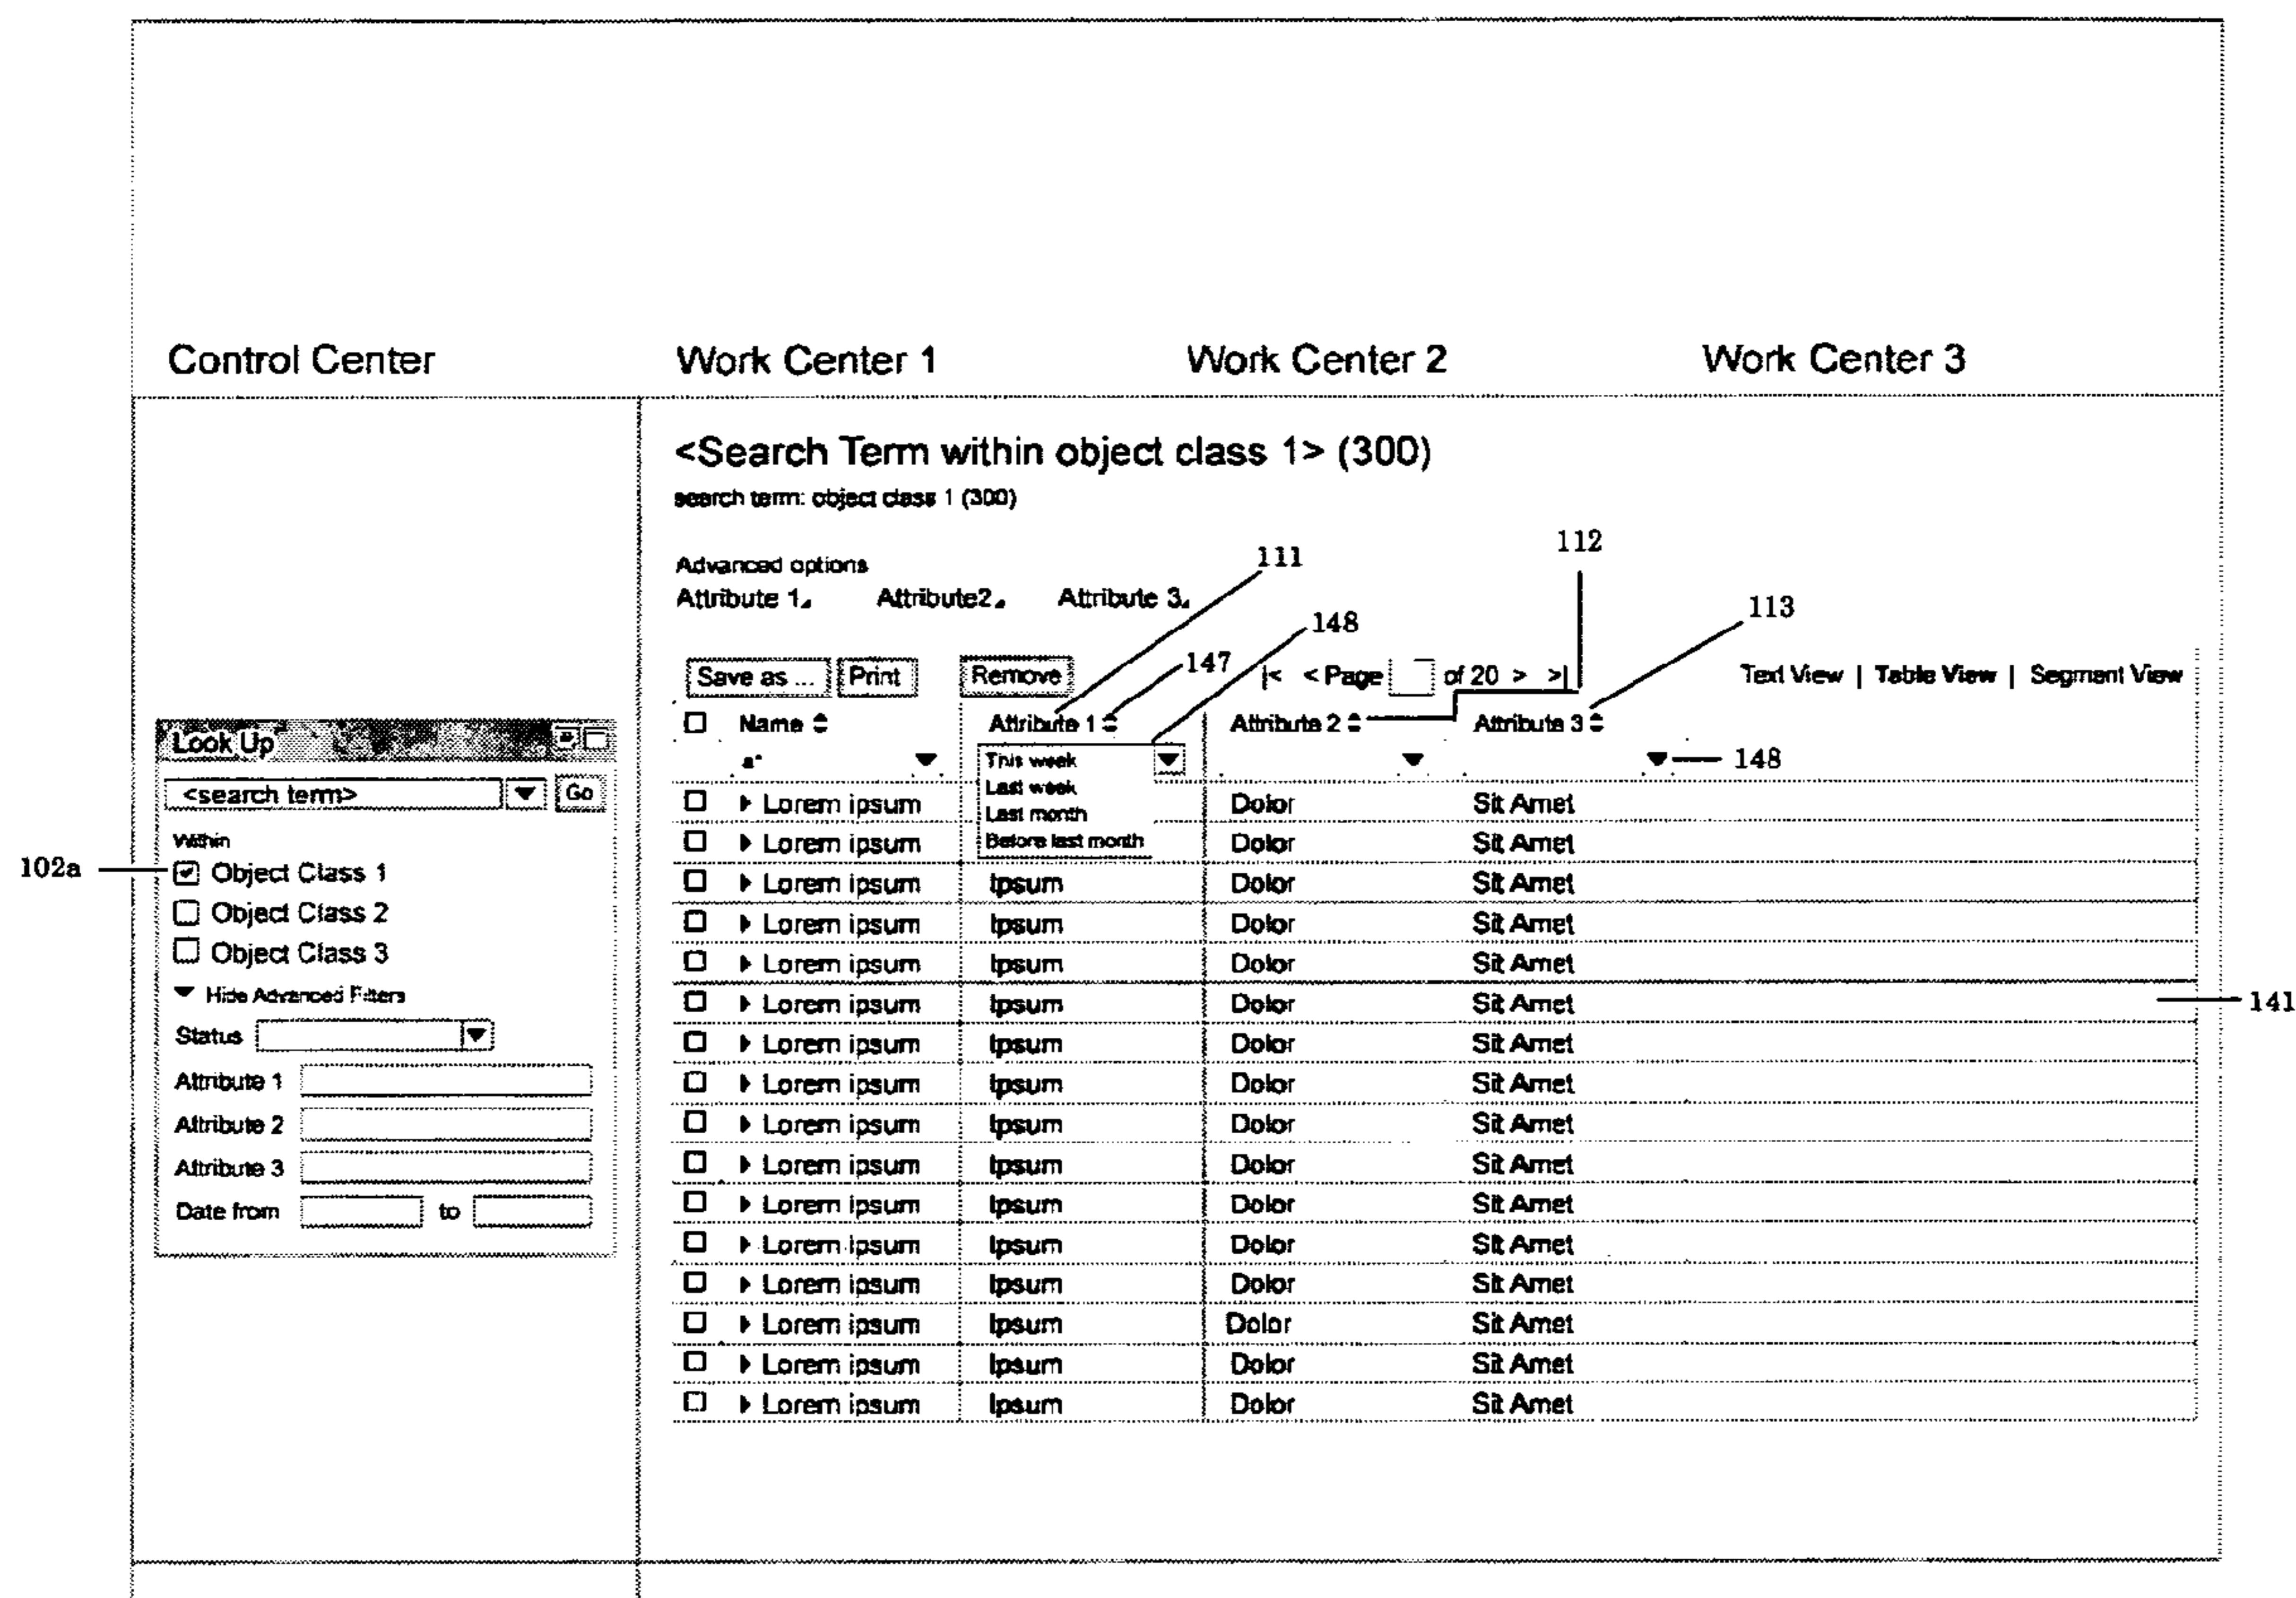 Control Center Work Center 1 Work Center 2 Work Center 3
<Search Term within object class 1> (300)
search term: object class 1 (300)
Advanced options
Attribute 1 Attribute2 Attribute 3
111
112
148
113
147
Save as ... Print Remove |< < Page of 20 > >| Text View | Table View | Segment View
Name Attribute 1 Attribute 2 Attribute 3
a* This week 148
Last week
Last month
Before last month
Lorem ipsum Dolor Sit Amet
Lorem ipsum Dolor Sit Amet
Lorem ipsum Ipsum Dolor Sit Amet
Lorem ipsum Ipsum Dolor Sit Amet
Lorem ipsum Ipsum Dolor Sit Amet
Lorem ipsum Ipsum Dolor Sit Amet 141
Lorem ipsum Ipsum Dolor Sit Amet
Lorem ipsum Ipsum Dolor Sit Amet
Lorem ipsum Ipsum Dolor Sit Amet
Lorem ipsum Ipsum Dolor Sit Amet
Lorem ipsum Ipsum Dolor Sit Amet
Lorem ipsum Ipsum Dolor Sit Amet
Lorem ipsum Ipsum Dolor Sit Amet
Lorem ipsum Ipsum Dolor Sit Amet
Lorem ipsum Ipsum Dolor Sit Amet
Lorem ipsum Ipsum Dolor Sit Amet
Look Up
<search term> Go
Within
102a Object Class 1
Object Class 2
Object Class 3
Hide Advanced Filters
Status
Attribute 1
Attribute 2
Attribute 3
Date from to